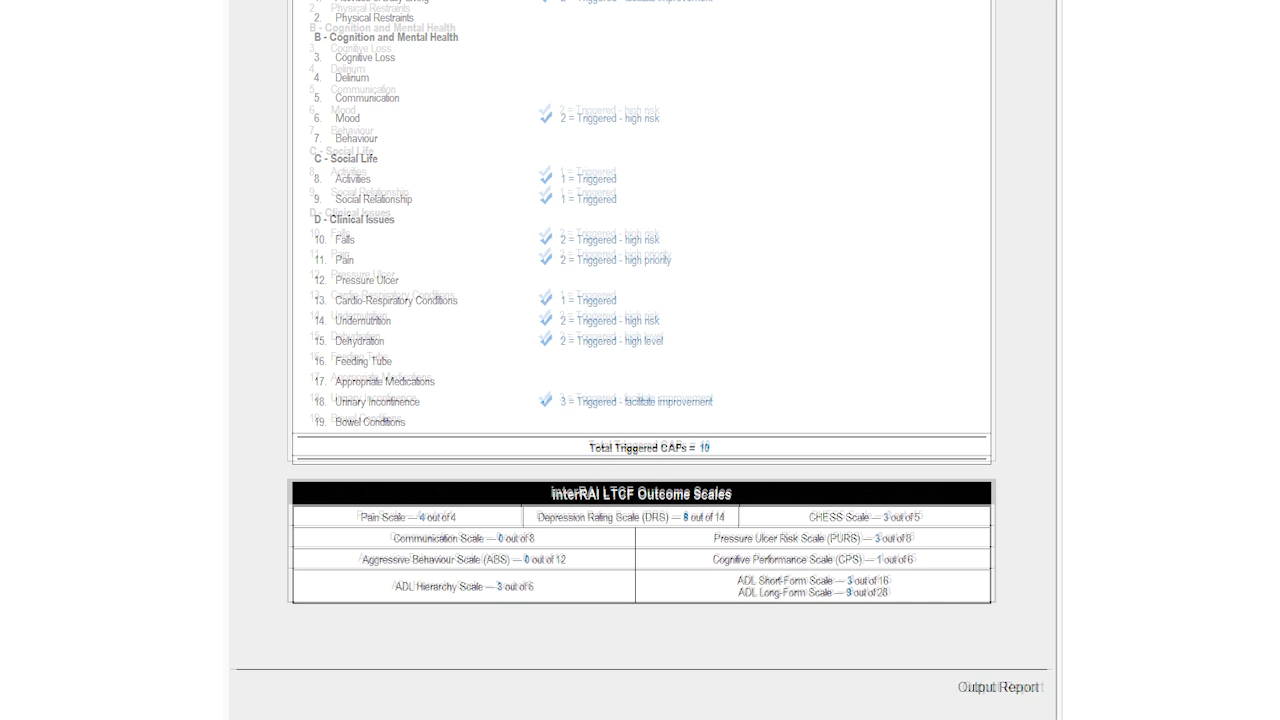 2. Physical Restraints
B - Cognition and Mental Health
3. Cognitive Loss
4. Delirium
5. Communication
6. Mood 2 = Triggered - high risk
7. Behaviour
C - Social Life
8. Activities 1 = Triggered
9. Social Relationship 1 = Triggered
D - Clinical Issues
10. Falls 2 = Triggered - high risk
11. Pain 2 = Triggered - high priority
12. Pressure Ulcer
13. Cardio-Respiratory Conditions 1 = Triggered
14. Undernutrition 2 = Triggered - high risk
15. Dehydration 2 = Triggered - high level
16. Feeding Tube
17. Appropriate Medications
18. Urinary Incontinence 3 = Triggered - facilitate improvement
19. Bowel Conditions
Total Triggered CAPs = 10
interRAI LTCF Outcome Scales
Pain Scale — 4 out of 4 Depression Rating Scale (DRS) — 8 out of 14 CHESS Scale — 3 out of 5
Communication Scale — 0 out of 8 Pressure Ulcer Risk Scale (PURS) — 3 out of 8
Aggressive Behaviour Scale (ABS) — 0 out of 12 Cognitive Performance Scale (CPS) — 1 out of 6
ADL Hierarchy Scale — 3 out of 6 ADL Short-Form Scale — 3 out of 16
ADL Long-Form Scale — 9 out of 28
Output Report